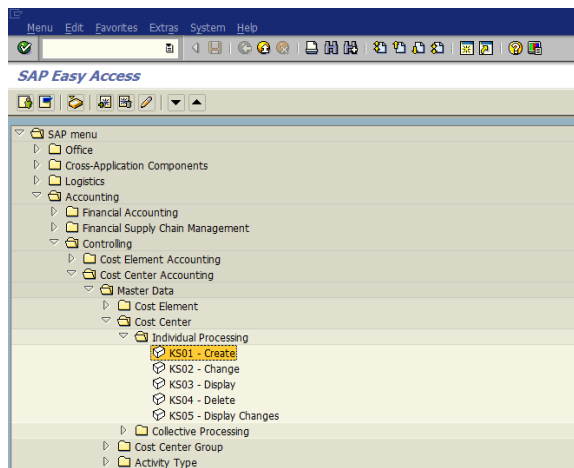 Menu Edit Favorites Extras System Help
SAP Easy Access
SAP menu
Office
Cross-Application Components
Logistics
Accounting
Financial Accounting
Financial Supply Chain Management
Controlling
Cost Element Accounting
Cost Center Accounting
Master Data
Cost Element
Cost Center
Individual Processing
KS01 - Create
KS02 - Change
KS03 - Display
KS04 - Delete
KS05 - Display Changes
Collective Processing
Cost Center Group
Activity Type